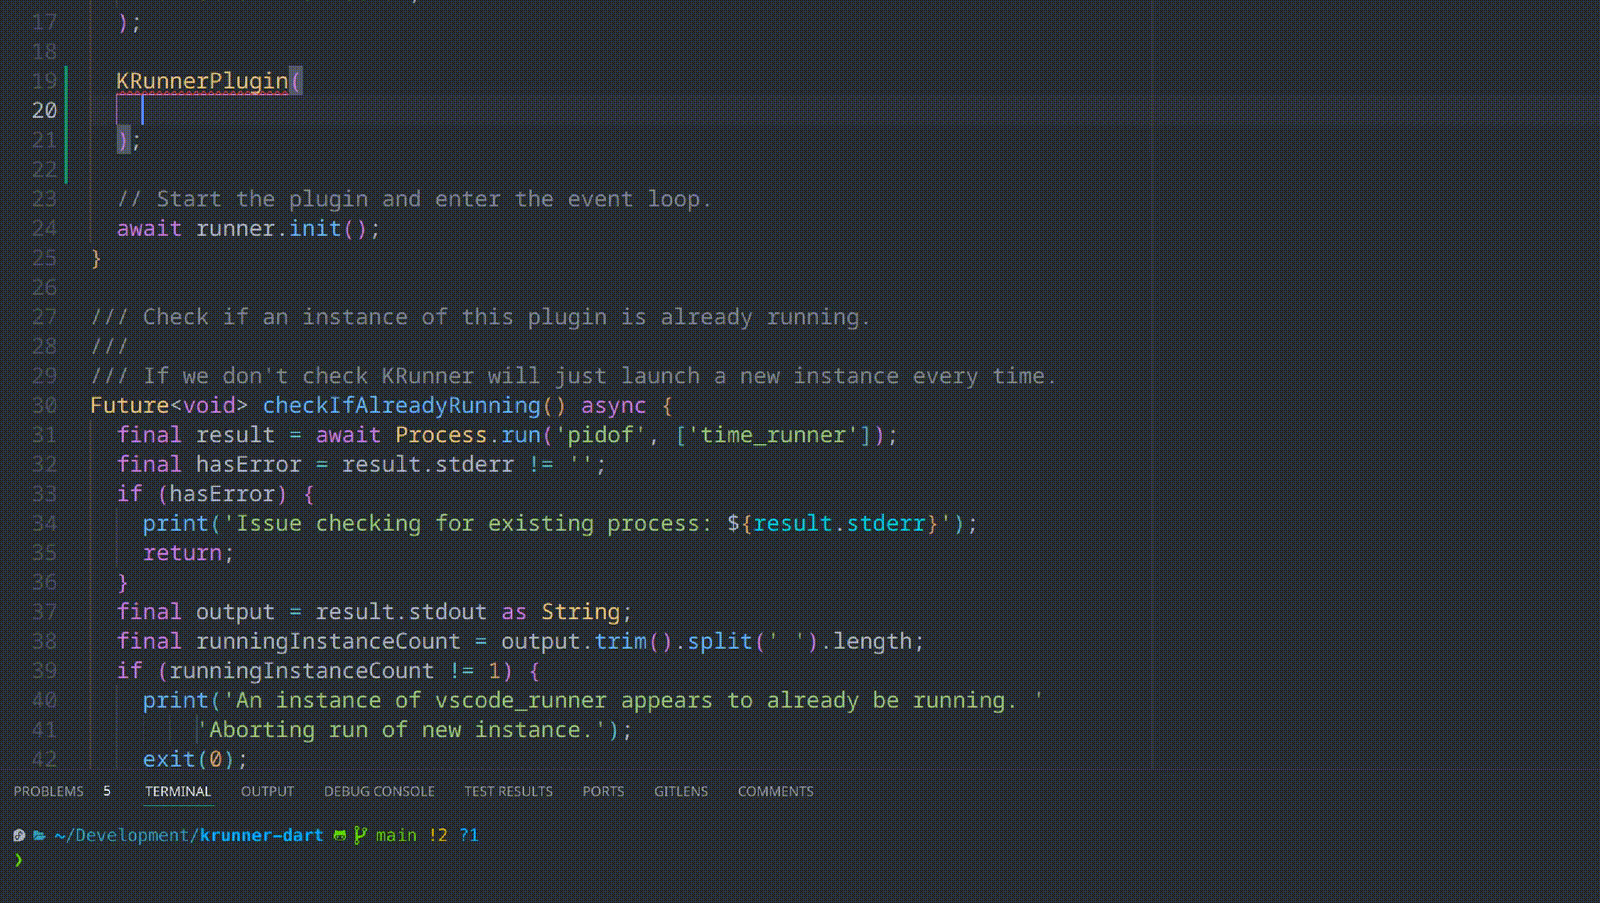 17 );
18
19 KRunnerPlugin(
20
21 );
22
23 // Start the plugin and enter the event loop.
24 await runner.init();
25 }
26
27 /// Check if an instance of this plugin is already running.
28 ///
29 /// If we don't check KRunner will just launch a new instance every time.
30 Future<void> checkIfAlreadyRunning() async {
31 final result = await Process.run('pidof', ['time_runner']);
32 final hasError = result.stderr != '';
33 if (hasError) {
34 print('Issue checking for existing process: ${result.stderr}');
35 return;
36 }
37 final output = result.stdout as String;
38 final runningInstanceCount = output.trim().split(' ').length;
39 if (runningInstanceCount != 1) {
40 print('An instance of vscode_runner appears to already be running. '
41 'Aborting run of new instance.');
42 exit(0);
PROBLEMS 5 TERMINAL OUTPUT DEBUG CONSOLE TEST RESULTS PORTS GITLENS COMMENTS
~/Development/krunner-dart main !2 ?1
❯